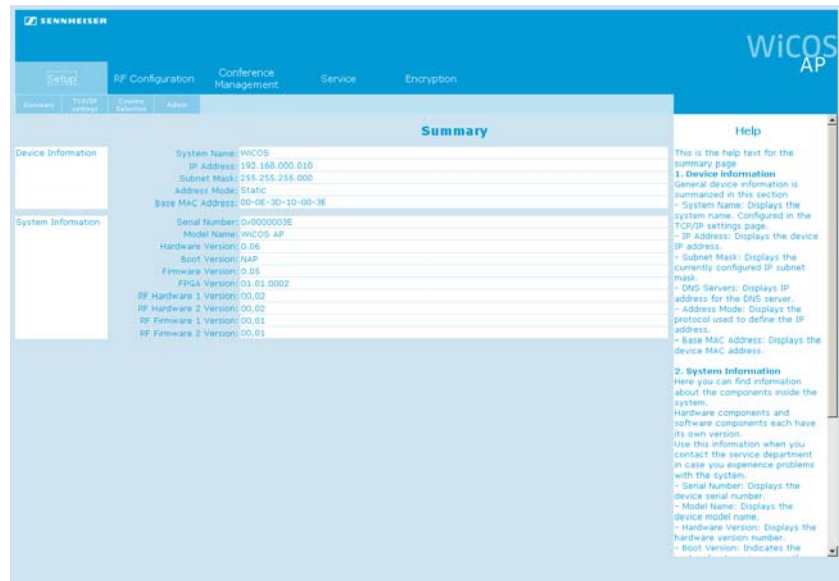 SENNHEISER
WiCOS
AP
Setup
RF Configuration
Conference
Management
Service
Encryption
Summary
TCP/IP
settings
Country
Selection
Admin
Summary
Device Information
System Name: WiCOS
IP Address: 192.168.000.010
Subnet Mask: 255.255.255.000
Address Mode: Static
Base MAC Address: 00-0E-3D-10-00-3E
System Information
Serial Number: 0x0000003E
Model Name: WiCOS AP
Hardware Version: 0.06
Boot Version: NAP
Firmware Version: 0.05
FPGA Version: 01.01.0002
RF Hardware 1 Version: 00,02
RF Hardware 2 Version: 00,02
RF Firmware 1 Version: 00,01
RF Firmware 2 Version: 00,01
Help
This is the help text for the
summary page
1. Device information
General device information is
summarized in this section
- System Name: Displays the
system name. Configured in the
TCP/IP settings page.
- IP Address: Displays the device
IP address.
- Subnet Mask: Displays the
currently configured IP subnet
mask.
- DNS Servers: Displays IP
address for the DNS server.
- Address Mode: Displays the
protocol used to define the IP
address.
- Base MAC Address: Displays the
device MAC address.
2. System Information
Here you can find information
about the components inside the
system.
Hardware components and
software components each have
its own version.
Use this information when you
contact the service department
in case you experience problems
with the system.
- Serial Number: Displays the
device serial number.
- Model Name: Displays the
device model name.
- Hardware Version: Displays the
hardware version number.
- Boot Version: Indicates the